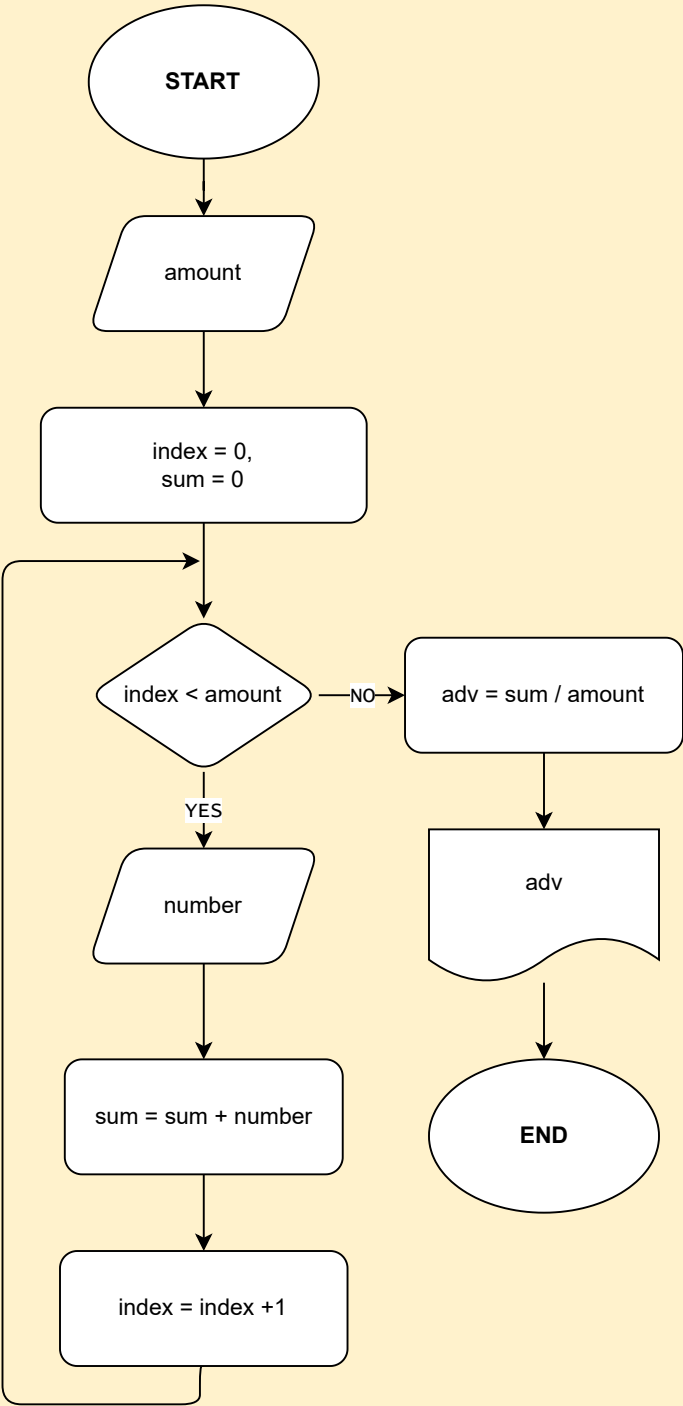 START
amount
index = 0,
sum = 0
index < amount
NO
adv = sum / amount
YES
adv
number
sum = sum + number
END
index = index +1